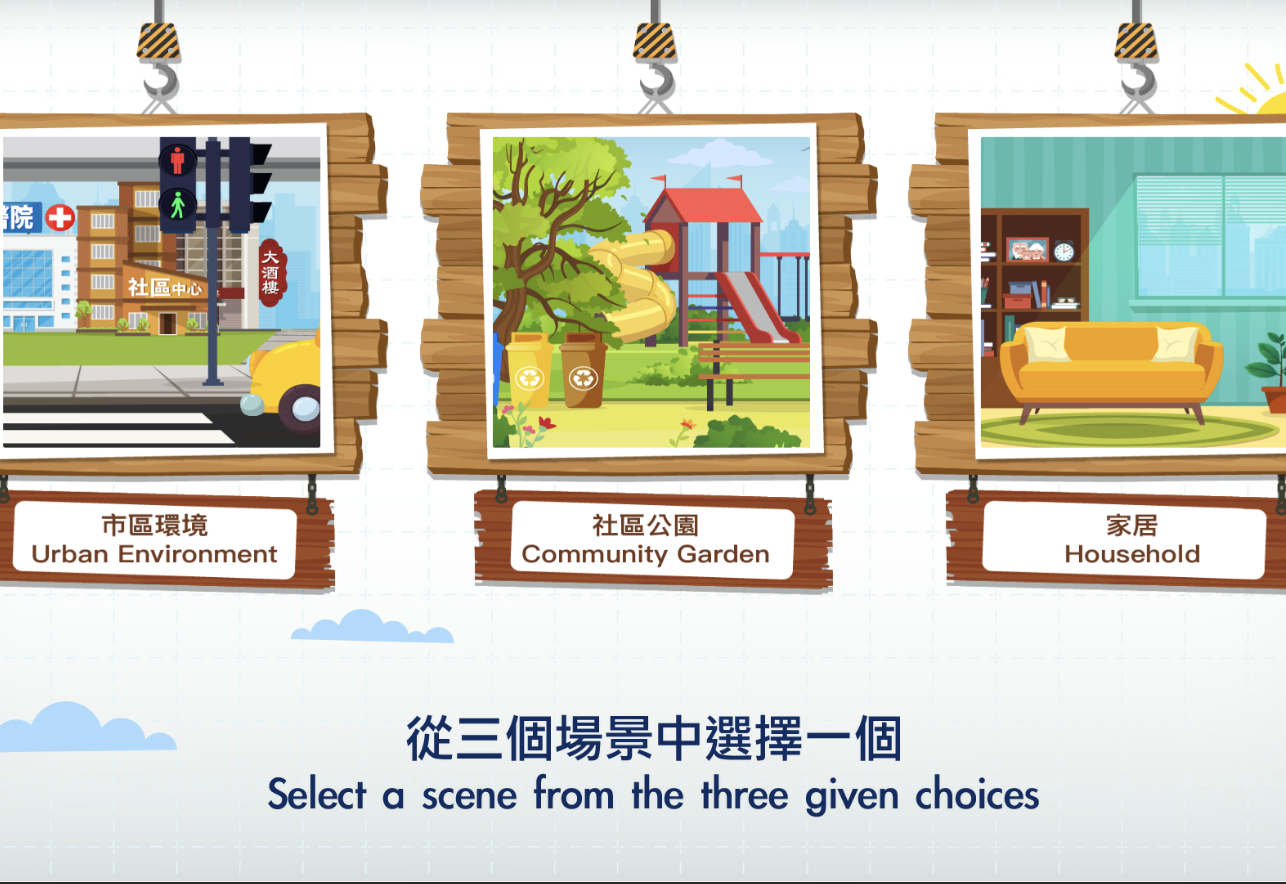 院
社區中心
大酒樓
市區環境
Urban Environment
社區公園
Community Garden
家居
Household
從三個場景中選擇一個
Select a scene from the three given choices